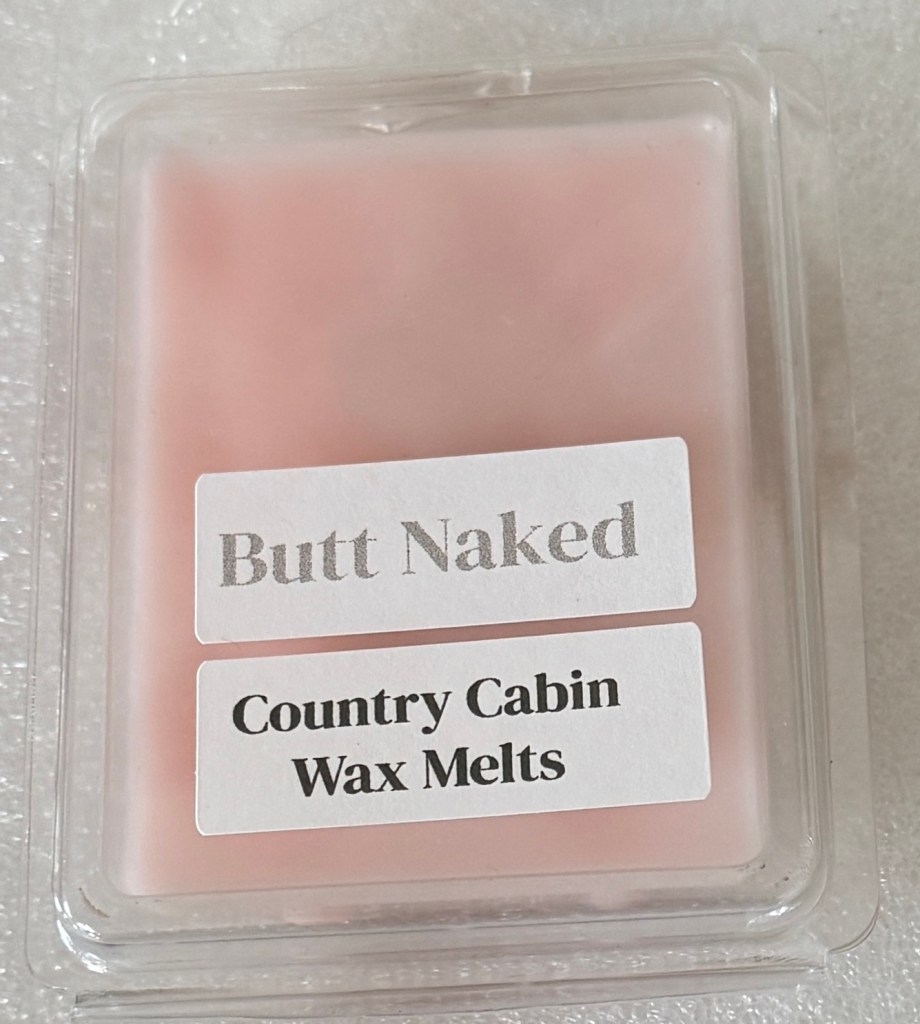 Butt Naked
Country Cabin
Wax Melts